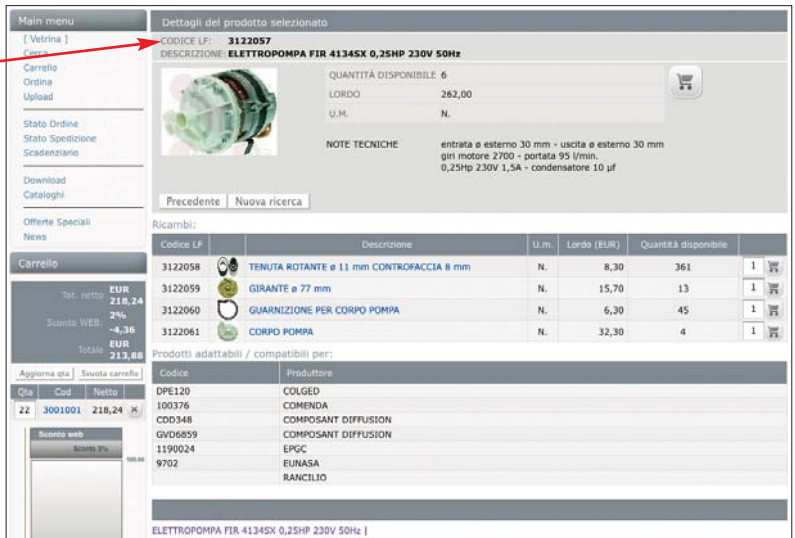 Main menu
[ Vetrina ]
Cerca
Carrello
Ordina
Upload
Stato Ordine
Stato Spedizione
Scadenziario
Download
Cataloghi
Offerte Speciali
News
Carrello
Tot. netto EUR 218,24
Sconto WEB: 2% -4,36
Totale EUR 213,88
Aggiorna qta Svuota carrello
Qta Cod Netto
22 3001001 218,24
Sconto web
Sconto 3%
500.00
Dettagli del prodotto selezionato
CODICE LF: 3122057
DESCRIZIONE: ELETTROPOMPA FIR 4134SX 0,25HP 230V 50Hz
QUANTITÀ DISPONIBILE 6
LORDO 262,00
U.M. N.
NOTE TECNICHE entrata ø esterno 30 mm - uscita ø esterno 30 mm
giri motore 2700 - portata 95 l/min.
0,25Hp 230V 1,5A - condensatore 10 µf
Precedente Nuova ricerca
Ricambi:
Codice LF Descrizione U.m. Lordo (EUR) Quantità disponibile
3122058 TENUTA ROTANTE ø 11 mm CONTROFACCIA 8 mm N. 8,30 361 1
3122059 GIRANTE ø 77 mm N. 15,70 13 1
3122060 GUARNIZIONE PER CORPO POMPA N. 6,30 45 1
3122061 CORPO POMPA N. 32,30 4 1
Prodotti adattabili / compatibili per:
Codice Produttore
DPE120 COLGED
100376 COMENDA
CDD348 COMPOSANT DIFFUSION
GVD6859 COMPOSANT DIFFUSION
1190024 EPGC
9702 EUNASA
RANCILIO
ELETTROPOMPA FIR 4134SX 0,25HP 230V 50Hz |